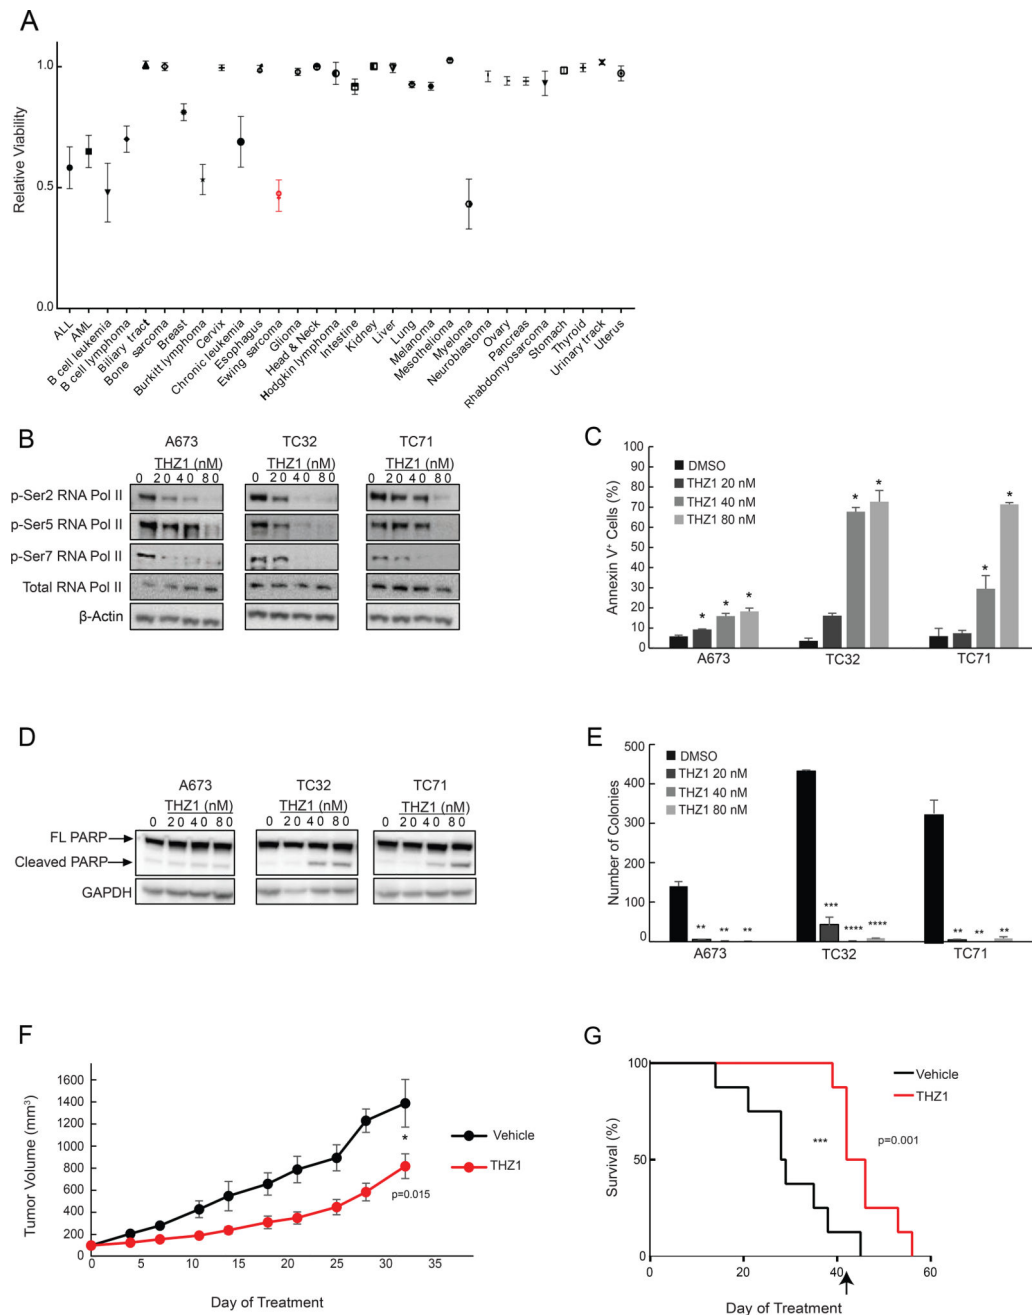 A
Relative Viability
1.0
0.5
0.0
ALL
AML
B cell leukemia
B cell lymphoma
Biliary tract
Bone sarcoma
Breast
Burkitt lymphoma
Cervix
Chronic leukemia
Esophagus
Ewing sarcoma
Glioma
Head & Neck
Hodgkin lymphoma
Intestine
Kidney
Liver
Lung
Melanoma
Mesothelioma
Myeloma
Neuroblastoma
Ovary
Pancreas
Rhabdomyosarcoma
Stomach
Thyroid
Urinary track
Uterus
B
A673 TC32 TC71
THZ1 (nM) THZ1 (nM) THZ1 (nM)
0 20 40 80 0 20 40 80 0 20 40 80
p-Ser2 RNA Pol II
p-Ser5 RNA Pol II
p-Ser7 RNA Pol II
Total RNA Pol II
β-Actin
C
Annexin V⁺ Cells (%)
90
80
70
60
50
40
30
20
10
0
DMSO
THZ1 20 nM
THZ1 40 nM
THZ1 80 nM
* * * * * * *
A673 TC32 TC71
D
A673 TC32 TC71
THZ1 (nM) THZ1 (nM) THZ1 (nM)
0 20 40 80 0 20 40 80 0 20 40 80
FL PARP
Cleaved PARP
GAPDH
E
Number of Colonies
500
400
300
200
100
0
DMSO
THZ1 20 nM
THZ1 40 nM
THZ1 80 nM
** ** ** *** **** **** ** ** **
A673 TC32 TC71
F
Tumor Volume (mm³)
1600
1400
1200
1000
800
600
400
200
0
Vehicle
THZ1
*
p=0.015
0 5 10 15 20 25 30 35
Day of Treatment
G
Survival (%)
100
50
0
Vehicle
THZ1
***
p=0.001
0 20 40 60
Day of Treatment